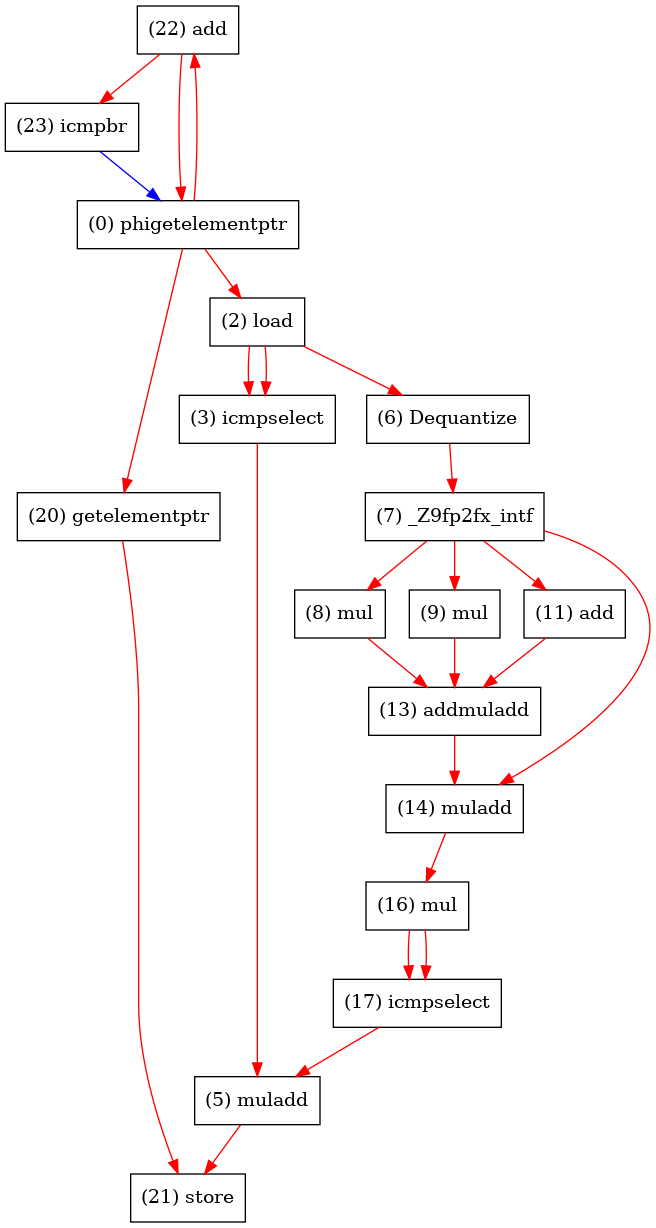 (22) add
(23) icmpbr
(0) phigetelementptr
(2) load
(3) icmpselect
(6) Dequantize
(20) getelementptr
(7) _Z9fp2fx_intf
(8) mul
(9) mul
(11) add
(13) addmuladd
(14) muladd
(16) mul
(17) icmpselect
(5) muladd
(21) store